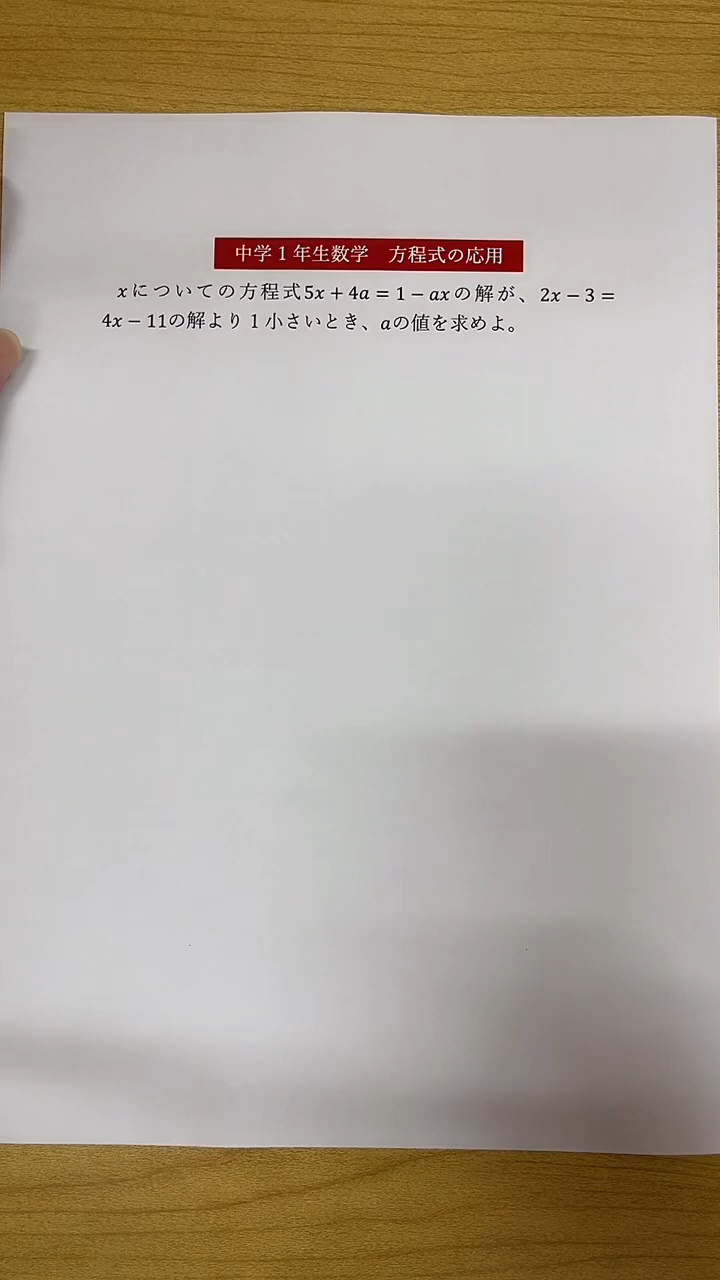 中学1年生数学　方程式の応用
xについての方程式5x + 4a = 1 − axの解が、2x − 3 =
4x − 11の解より1小さいとき、aの値を求めよ。